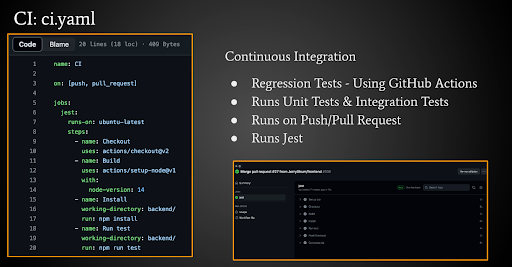 CI: ci.yaml
Code Blame 20 lines (18 loc) · 409 Bytes
1 name: CI
2
3 on: [push, pull_request]
4
5 jobs:
6 jest:
7 runs-on: ubuntu-latest
8 steps:
9 - name: Checkout
10 uses: actions/checkout@v2
11 - name: Build
12 uses: actions/setup-node@v1
13 with:
14 node-version: 14
15 - name: Install
16 working-directory: backend/
17 run: npm install
18 - name: Run test
19 working-directory: backend/
20 run: npm run test
Continuous Integration
● Regression Tests - Using GitHub Actions
● Runs Unit Tests & Integration Tests
● Runs on Push/Pull Request
● Runs Jest
Summary